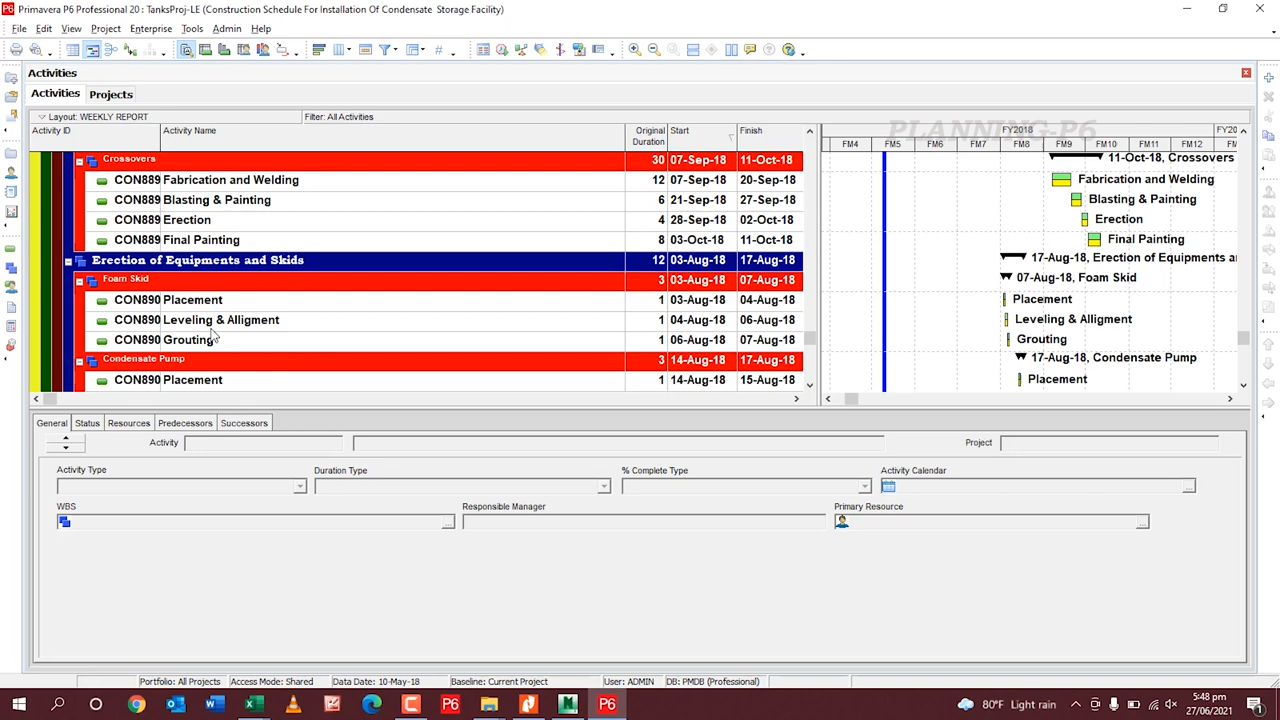 Primavera P6 Professional 20 : TanksProj-LE (Construction Schedule For Installation Of Condensate Storage Facility)
File Edit View Project Enterprise Tools Admin Help
Activities
Activities Projects
Layout: WEEKLY REPORT Filter: All Activities
PLANNING-P6
Activity ID Activity Name Original Duration Start Finish
FY2018 FY20
FM4 FM5 FM6 FM7 FM8 FM9 FM10 FM11 FM12 FM1
Crossovers 30 07-Sep-18 11-Oct-18 11-Oct-18, Crossovers
CON889 Fabrication and Welding 12 07-Sep-18 20-Sep-18 Fabrication and Welding
CON889 Blasting & Painting 6 21-Sep-18 27-Sep-18 Blasting & Painting
CON889 Erection 4 28-Sep-18 02-Oct-18 Erection
CON889 Final Painting 8 03-Oct-18 11-Oct-18 Final Painting
Erection of Equipments and Skids 12 03-Aug-18 17-Aug-18 17-Aug-18, Erection of Equipments a
Foam Skid 3 03-Aug-18 07-Aug-18 07-Aug-18, Foam Skid
CON890 Placement 1 03-Aug-18 04-Aug-18 Placement
CON890 Leveling & Alligment 1 04-Aug-18 06-Aug-18 Leveling & Alligment
CON890 Grouting 1 06-Aug-18 07-Aug-18 Grouting
Condensate Pump 3 14-Aug-18 17-Aug-18 17-Aug-18, Condensate Pump
CON890 Placement 1 14-Aug-18 15-Aug-18 Placement
General Status Resources Predecessors Successors
Activity Project
Activity Type Duration Type % Complete Type Activity Calendar
WBS Responsible Manager Primary Resource
Portfolio: All Projects Access Mode: Shared Data Date: 10-May-18 Baseline: Current Project User: ADMIN DB: PMDB (Professional)
80°F Light rain 5:48 pm
27/06/2021